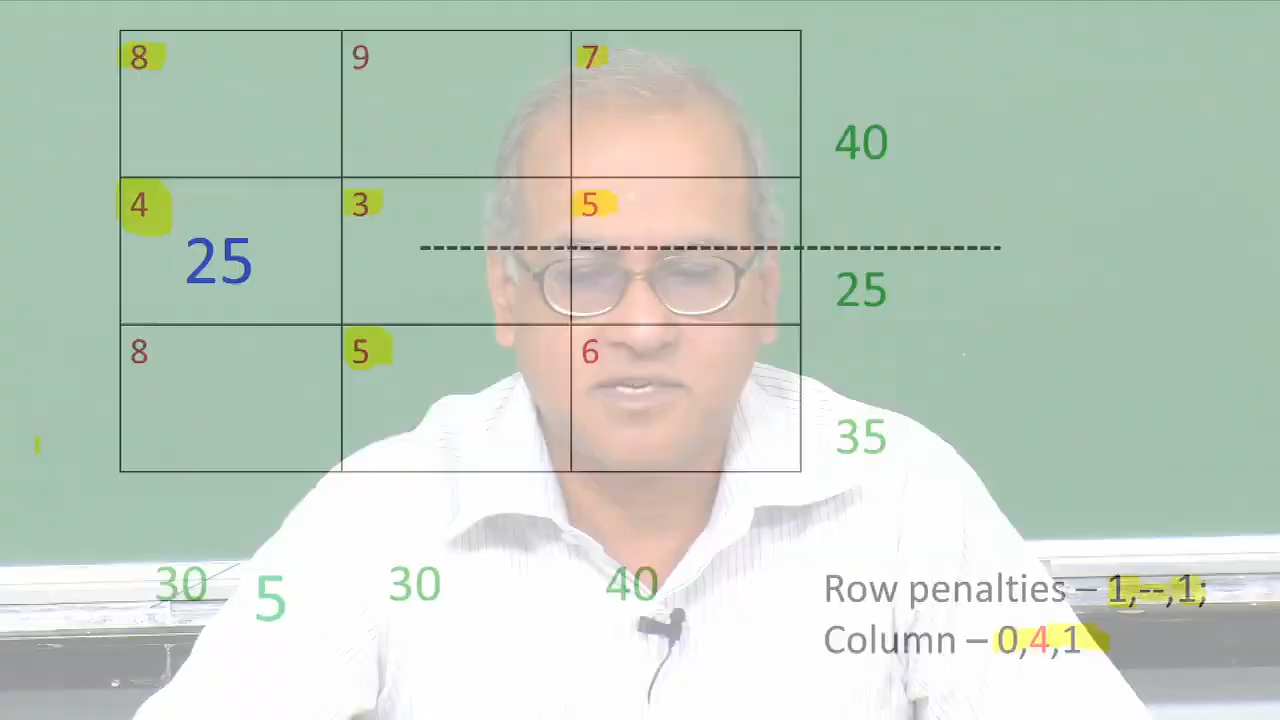 8 9 7
40
4 3 5
25
25
8 5 6
35
30 5 30 40
Row penalties – 1,--,1;
Column – 0,4,1